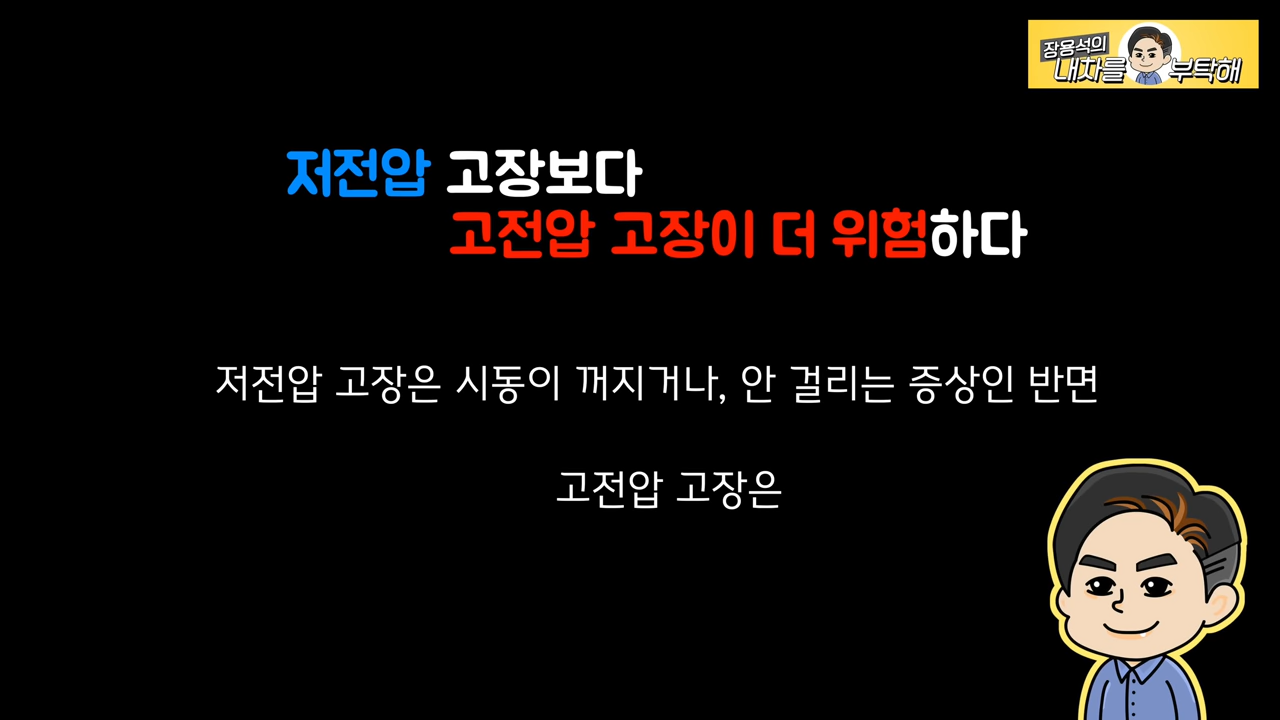 장용석의
내차를 부탁해
저전압 고장보다
고전압 고장이 더 위험하다
저전압 고장은 시동이 꺼지거나, 안 걸리는 증상인 반면
고전압 고장은